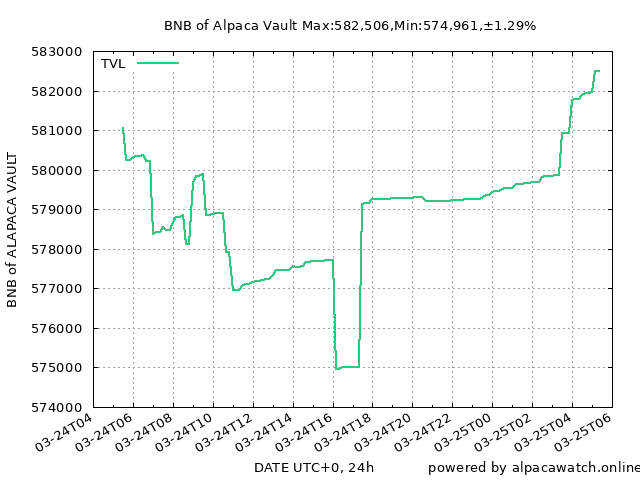 BNB of Alpaca Vault Max:582,506,Min:574,961,±1.29%
583000
TVL
582000
581000
580000
579000
578000
577000
576000
575000
574000
BNB of ALAPACA VAULT
03-24T04
03-24T06
03-24T08
03-24T10
03-24T12
03-24T14
03-24T16
03-24T18
03-24T20
03-24T22
03-25T00
03-25T02
03-25T04
03-25T06
DATE UTC+0, 24h
powered by alpacawatch.online